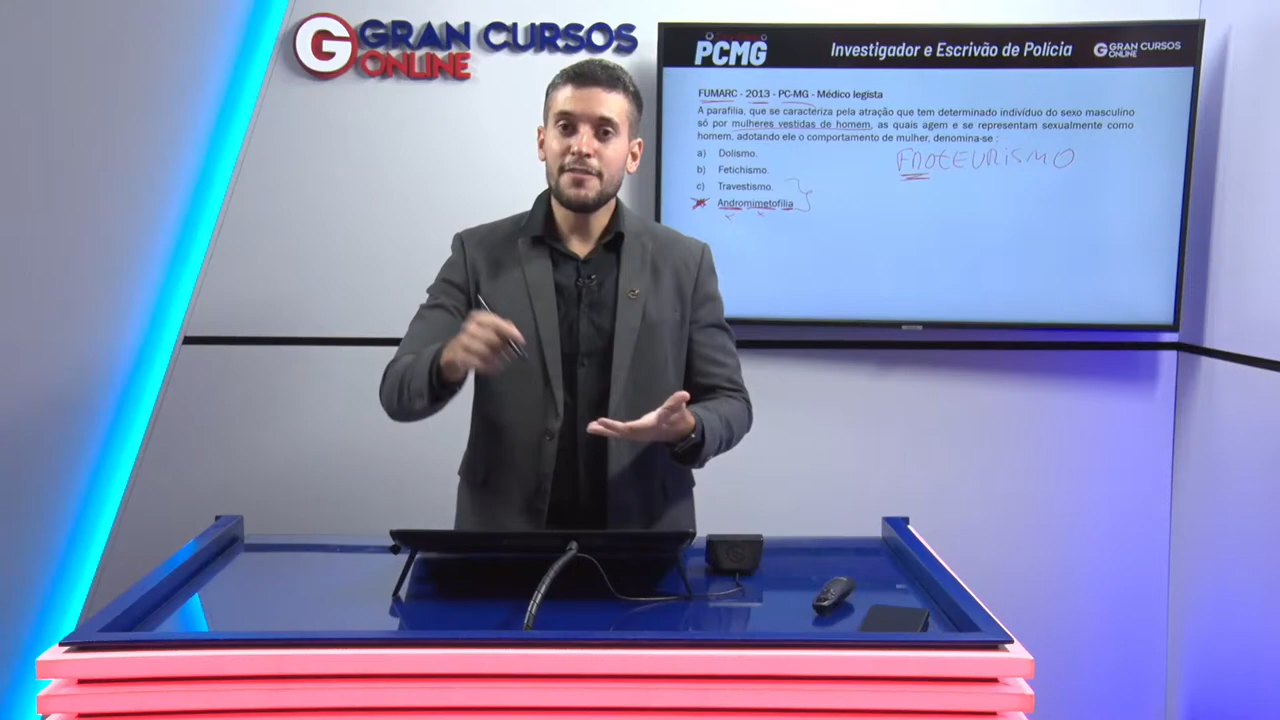 G GRAN CURSOS
ONLINE
PCMG
Investigador e Escrivão de Polícia
G GRAN CURSOS
ONLINE
FUMARC - 2013 - PC-MG - Médico legista
A parafilia, que se caracteriza pela atração que tem determinado indivíduo do sexo masculino
só por mulheres vestidas de homem, as quais agem e se representam sexualmente como
homem, adotando ele o comportamento de mulher, denomina-se :
a) Dolismo.
b) Fetichismo.
c) Travestismo.
Andromimetofilia
FROTEURISMO